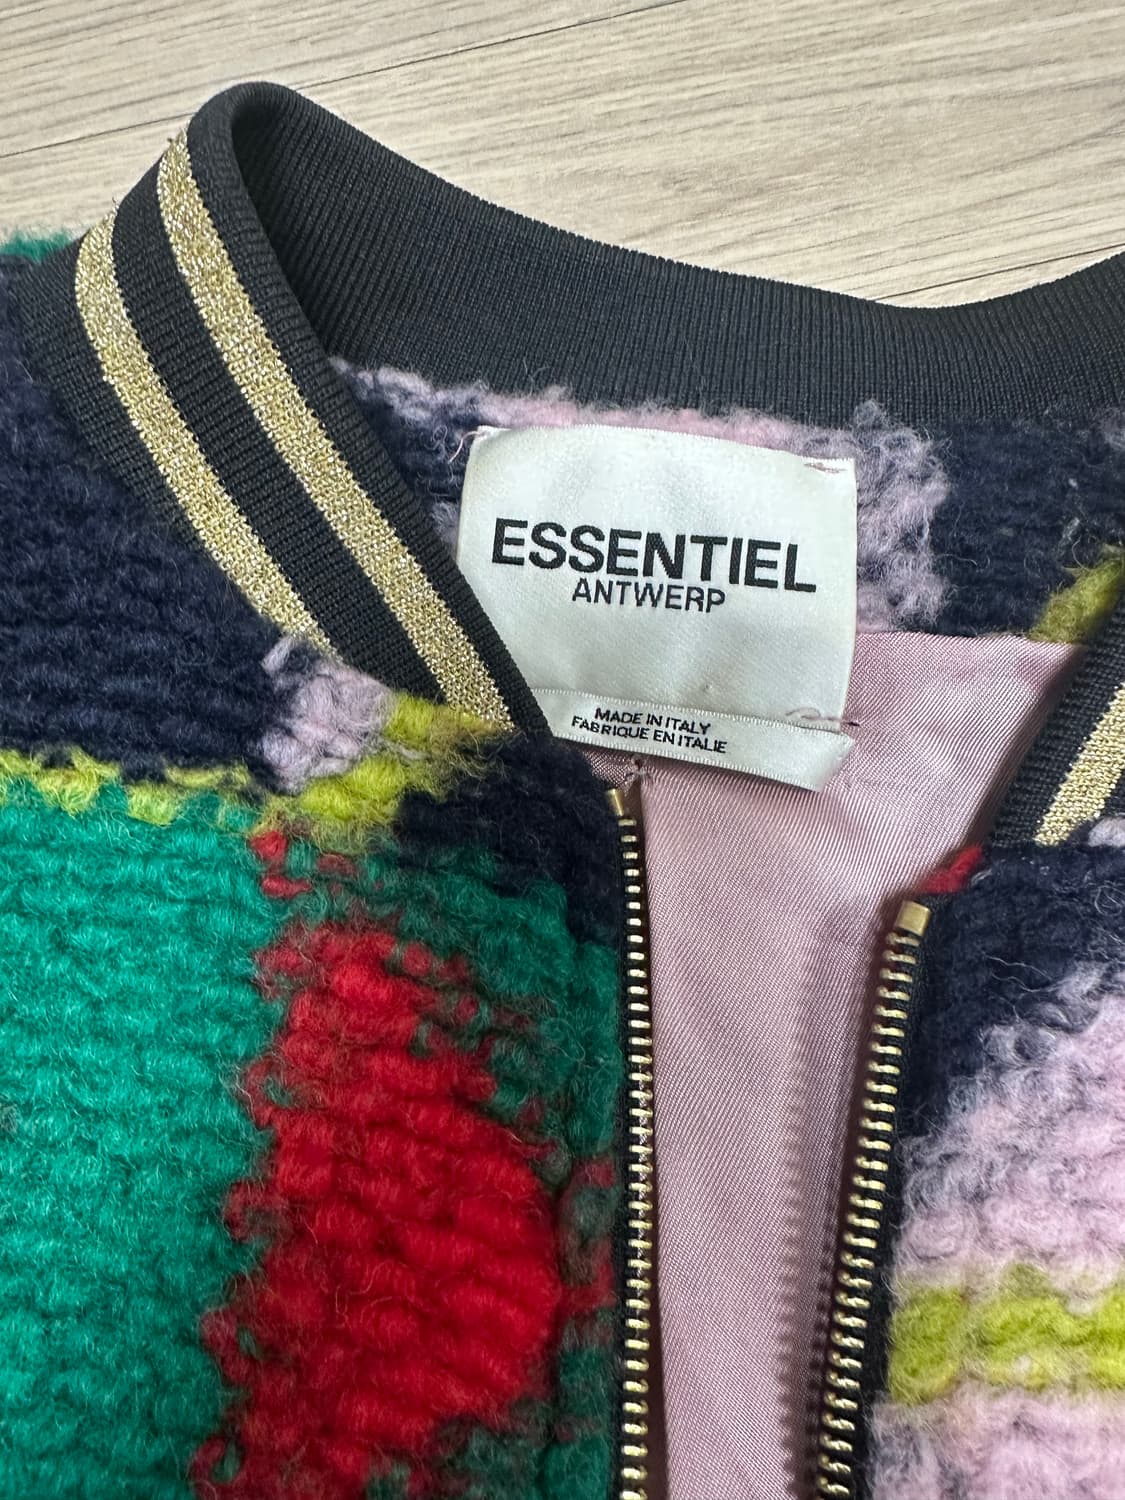 ESSENTIEL
ANTWERP
MADE IN ITALY
FABRIQUE EN ITALIE